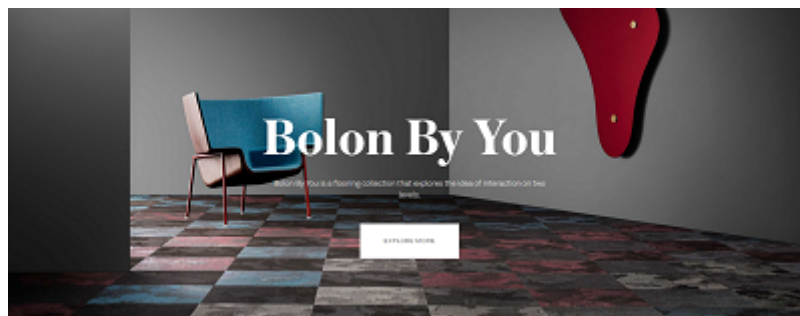 Bolon By You
Bolon By You is a flooring collection that explores the idea of interaction on two
levels.
EXPLORE MORE